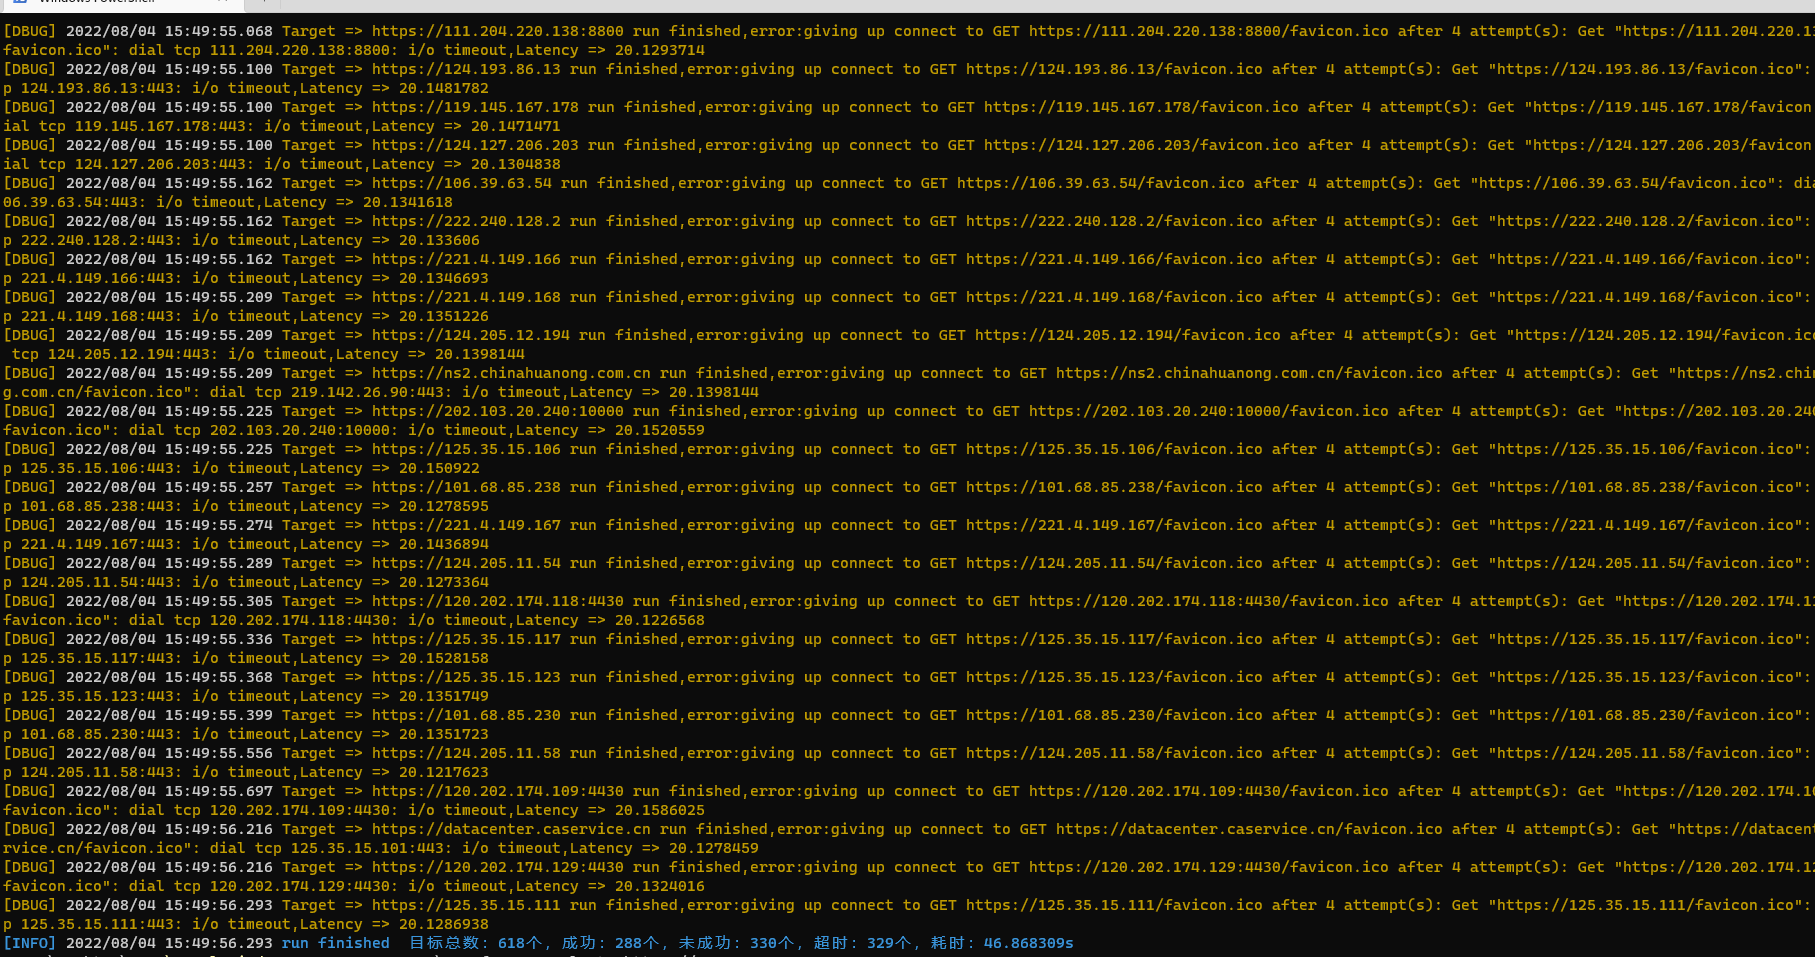 [DBUG] 2022/08/04 15:49:55.068 Target => https://111.204.220.138:8800 run finished,error:giving up connect to GET https://111.204.220.138:8800/favicon.ico after 4 attempt(s): Get "https://111.204.220.13
favicon.ico": dial tcp 111.204.220.138:8800: i/o timeout,Latency => 20.1293714
[DBUG] 2022/08/04 15:49:55.100 Target => https://124.193.86.13 run finished,error:giving up connect to GET https://124.193.86.13/favicon.ico after 4 attempt(s): Get "https://124.193.86.13/favicon.ico":
p 124.193.86.13:443: i/o timeout,Latency => 20.1481782
[DBUG] 2022/08/04 15:49:55.100 Target => https://119.145.167.178 run finished,error:giving up connect to GET https://119.145.167.178/favicon.ico after 4 attempt(s): Get "https://119.145.167.178/favicon
ial tcp 119.145.167.178:443: i/o timeout,Latency => 20.1471471
[DBUG] 2022/08/04 15:49:55.100 Target => https://124.127.206.203 run finished,error:giving up connect to GET https://124.127.206.203/favicon.ico after 4 attempt(s): Get "https://124.127.206.203/favicon
ial tcp 124.127.206.203:443: i/o timeout,Latency => 20.1304838
[DBUG] 2022/08/04 15:49:55.162 Target => https://106.39.63.54 run finished,error:giving up connect to GET https://106.39.63.54/favicon.ico after 4 attempt(s): Get "https://106.39.63.54/favicon.ico": dia
06.39.63.54:443: i/o timeout,Latency => 20.1341618
[DBUG] 2022/08/04 15:49:55.162 Target => https://222.240.128.2 run finished,error:giving up connect to GET https://222.240.128.2/favicon.ico after 4 attempt(s): Get "https://222.240.128.2/favicon.ico":
p 222.240.128.2:443: i/o timeout,Latency => 20.133606
[DBUG] 2022/08/04 15:49:55.162 Target => https://221.4.149.166 run finished,error:giving up connect to GET https://221.4.149.166/favicon.ico after 4 attempt(s): Get "https://221.4.149.166/favicon.ico":
p 221.4.149.166:443: i/o timeout,Latency => 20.1346693
[DBUG] 2022/08/04 15:49:55.209 Target => https://221.4.149.168 run finished,error:giving up connect to GET https://221.4.149.168/favicon.ico after 4 attempt(s): Get "https://221.4.149.168/favicon.ico":
p 221.4.149.168:443: i/o timeout,Latency => 20.1351226
[DBUG] 2022/08/04 15:49:55.209 Target => https://124.205.12.194 run finished,error:giving up connect to GET https://124.205.12.194/favicon.ico after 4 attempt(s): Get "https://124.205.12.194/favicon.ico
tcp 124.205.12.194:443: i/o timeout,Latency => 20.1398144
[DBUG] 2022/08/04 15:49:55.209 Target => https://ns2.chinahuanong.com.cn run finished,error:giving up connect to GET https://ns2.chinahuanong.com.cn/favicon.ico after 4 attempt(s): Get "https://ns2.chin
g.com.cn/favicon.ico": dial tcp 219.142.26.90:443: i/o timeout,Latency => 20.1398144
[DBUG] 2022/08/04 15:49:55.225 Target => https://202.103.20.240:10000 run finished,error:giving up connect to GET https://202.103.20.240:10000/favicon.ico after 4 attempt(s): Get "https://202.103.20.240
favicon.ico": dial tcp 202.103.20.240:10000: i/o timeout,Latency => 20.1520559
[DBUG] 2022/08/04 15:49:55.225 Target => https://125.35.15.106 run finished,error:giving up connect to GET https://125.35.15.106/favicon.ico after 4 attempt(s): Get "https://125.35.15.106/favicon.ico":
p 125.35.15.106:443: i/o timeout,Latency => 20.150922
[DBUG] 2022/08/04 15:49:55.257 Target => https://101.68.85.238 run finished,error:giving up connect to GET https://101.68.85.238/favicon.ico after 4 attempt(s): Get "https://101.68.85.238/favicon.ico":
p 101.68.85.238:443: i/o timeout,Latency => 20.1278595
[DBUG] 2022/08/04 15:49:55.274 Target => https://221.4.149.167 run finished,error:giving up connect to GET https://221.4.149.167/favicon.ico after 4 attempt(s): Get "https://221.4.149.167/favicon.ico":
p 221.4.149.167:443: i/o timeout,Latency => 20.1436894
[DBUG] 2022/08/04 15:49:55.289 Target => https://124.205.11.54 run finished,error:giving up connect to GET https://124.205.11.54/favicon.ico after 4 attempt(s): Get "https://124.205.11.54/favicon.ico":
p 124.205.11.54:443: i/o timeout,Latency => 20.1273364
[DBUG] 2022/08/04 15:49:55.305 Target => https://120.202.174.118:4430 run finished,error:giving up connect to GET https://120.202.174.118:4430/favicon.ico after 4 attempt(s): Get "https://120.202.174.11
favicon.ico": dial tcp 120.202.174.118:4430: i/o timeout,Latency => 20.1226568
[DBUG] 2022/08/04 15:49:55.336 Target => https://125.35.15.117 run finished,error:giving up connect to GET https://125.35.15.117/favicon.ico after 4 attempt(s): Get "https://125.35.15.117/favicon.ico":
p 125.35.15.117:443: i/o timeout,Latency => 20.1528158
[DBUG] 2022/08/04 15:49:55.368 Target => https://125.35.15.123 run finished,error:giving up connect to GET https://125.35.15.123/favicon.ico after 4 attempt(s): Get "https://125.35.15.123/favicon.ico":
p 125.35.15.123:443: i/o timeout,Latency => 20.1351749
[DBUG] 2022/08/04 15:49:55.399 Target => https://101.68.85.230 run finished,error:giving up connect to GET https://101.68.85.230/favicon.ico after 4 attempt(s): Get "https://101.68.85.230/favicon.ico":
p 101.68.85.230:443: i/o timeout,Latency => 20.1351723
[DBUG] 2022/08/04 15:49:55.556 Target => https://124.205.11.58 run finished,error:giving up connect to GET https://124.205.11.58/favicon.ico after 4 attempt(s): Get "https://124.205.11.58/favicon.ico":
p 124.205.11.58:443: i/o timeout,Latency => 20.1217623
[DBUG] 2022/08/04 15:49:55.697 Target => https://120.202.174.109:4430 run finished,error:giving up connect to GET https://120.202.174.109:4430/favicon.ico after 4 attempt(s): Get "https://120.202.174.10
favicon.ico": dial tcp 120.202.174.109:4430: i/o timeout,Latency => 20.1586025
[DBUG] 2022/08/04 15:49:56.216 Target => https://datacenter.caservice.cn run finished,error:giving up connect to GET https://datacenter.caservice.cn/favicon.ico after 4 attempt(s): Get "https://datacent
rvice.cn/favicon.ico": dial tcp 125.35.15.101:443: i/o timeout,Latency => 20.1278459
[DBUG] 2022/08/04 15:49:56.216 Target => https://120.202.174.129:4430 run finished,error:giving up connect to GET https://120.202.174.129:4430/favicon.ico after 4 attempt(s): Get "https://120.202.174.12
favicon.ico": dial tcp 120.202.174.129:4430: i/o timeout,Latency => 20.1324016
[DBUG] 2022/08/04 15:49:56.293 Target => https://125.35.15.111 run finished,error:giving up connect to GET https://125.35.15.111/favicon.ico after 4 attempt(s): Get "https://125.35.15.111/favicon.ico":
p 125.35.15.111:443: i/o timeout,Latency => 20.1286938
[INFO] 2022/08/04 15:49:56.293 run finished 目标总数: 618个, 成功: 288个, 未成功: 330个, 超时: 329个, 耗时: 46.868309s